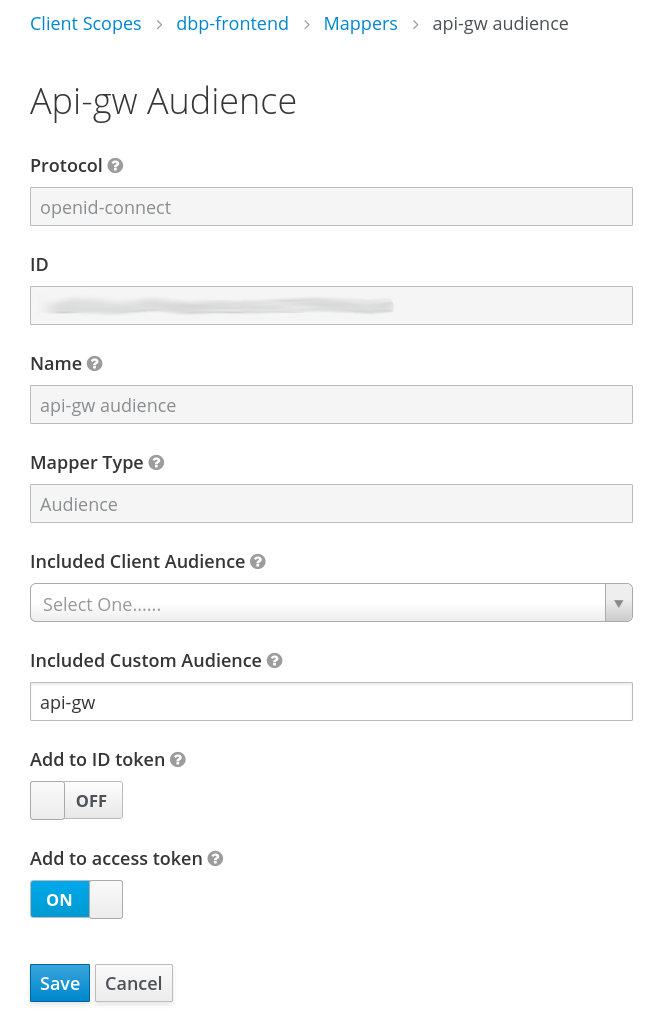 Client Scopes > dbp-frontend > Mappers > api-gw audience
Api-gw Audience
Protocol
openid-connect
ID
Name
api-gw audience
Mapper Type
Audience
Included Client Audience
Select One......
Included Custom Audience
api-gw
Add to ID token
OFF
Add to access token
ON
Save Cancel